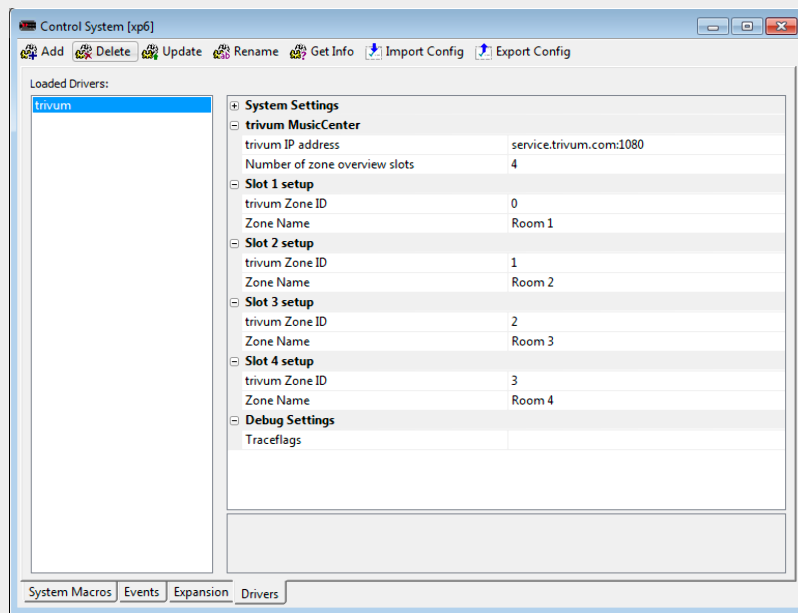 Control System [xp6]
Add Delete Update Rename Get Info Import Config Export Config
Loaded Drivers:
trivum
System Settings
trivum MusicCenter
trivum IP address service.trivum.com:1080
Number of zone overview slots 4
Slot 1 setup
trivum Zone ID 0
Zone Name Room 1
Slot 2 setup
trivum Zone ID 1
Zone Name Room 2
Slot 3 setup
trivum Zone ID 2
Zone Name Room 3
Slot 4 setup
trivum Zone ID 3
Zone Name Room 4
Debug Settings
Traceflags
System Macros Events Expansion Drivers